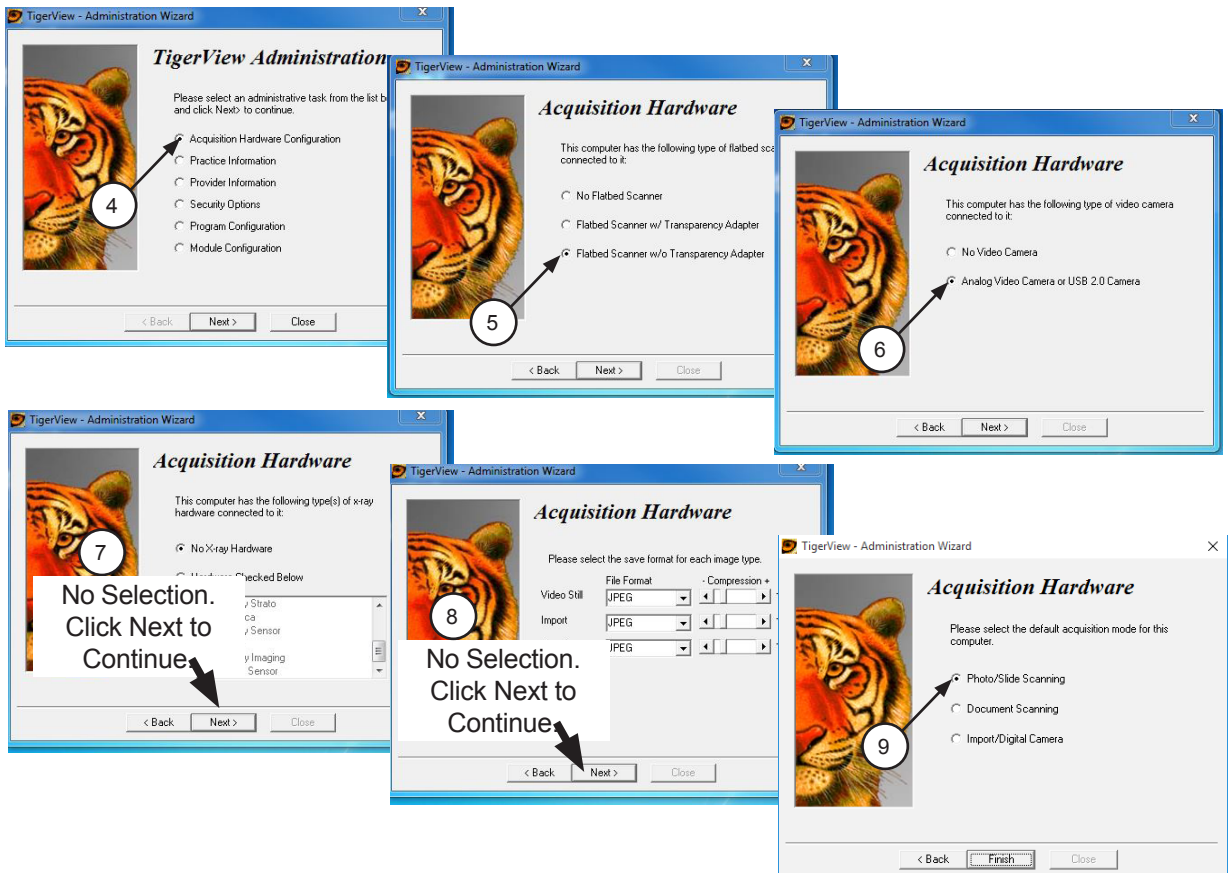 TigerView - Administration Wizard
X
TigerView Administration
Please select an administrative task from the list
and click Next> to continue.
Acquisition Hardware Configuration
Practice Information
Provider Information
Security Options
Program Configuration
Module Configuration
4
< Back
Next >
Close
TigerView - Administration Wizard
X
Acquisition Hardware
This computer has the following type of flatbed
connected to it:
No Flatbed Scanner
Flatbed Scanner w/ Transparency Adapter
Flatbed Scanner w/o Transparency Adapter
5
< Back
Next >
Close
TigerView - Administration Wizard
X
Acquisition Hardware
This computer has the following type of video camera
connected to it:
No Video Camera
Analog Video Camera or USB 2.0 Camera
6
< Back
Next >
Close
TigerView - Administration Wizard
X
Acquisition Hardware
This computer has the following type(s) of x-ray
hardware connected to it:
No X-ray Hardware
Checked Below
7
No Selection.
Click Next to
Continue.
Strato
Sensor
Imaging
Sensor
< Back
Next >
Close
TigerView - Administration Wizard
X
Acquisition Hardware
Please select the save format for each image type.
File Format
- Compression +
Video Still
JPEG
Import
JPEG
JPEG
8
No Selection.
Click Next to
Continue.
< Back
Next >
Close
TigerView - Administration Wizard
X
Acquisition Hardware
Please select the default acquisition mode for this
computer.
Photo/Slide Scanning
Document Scanning
Import/Digital Camera
9
< Back
Finish
Close